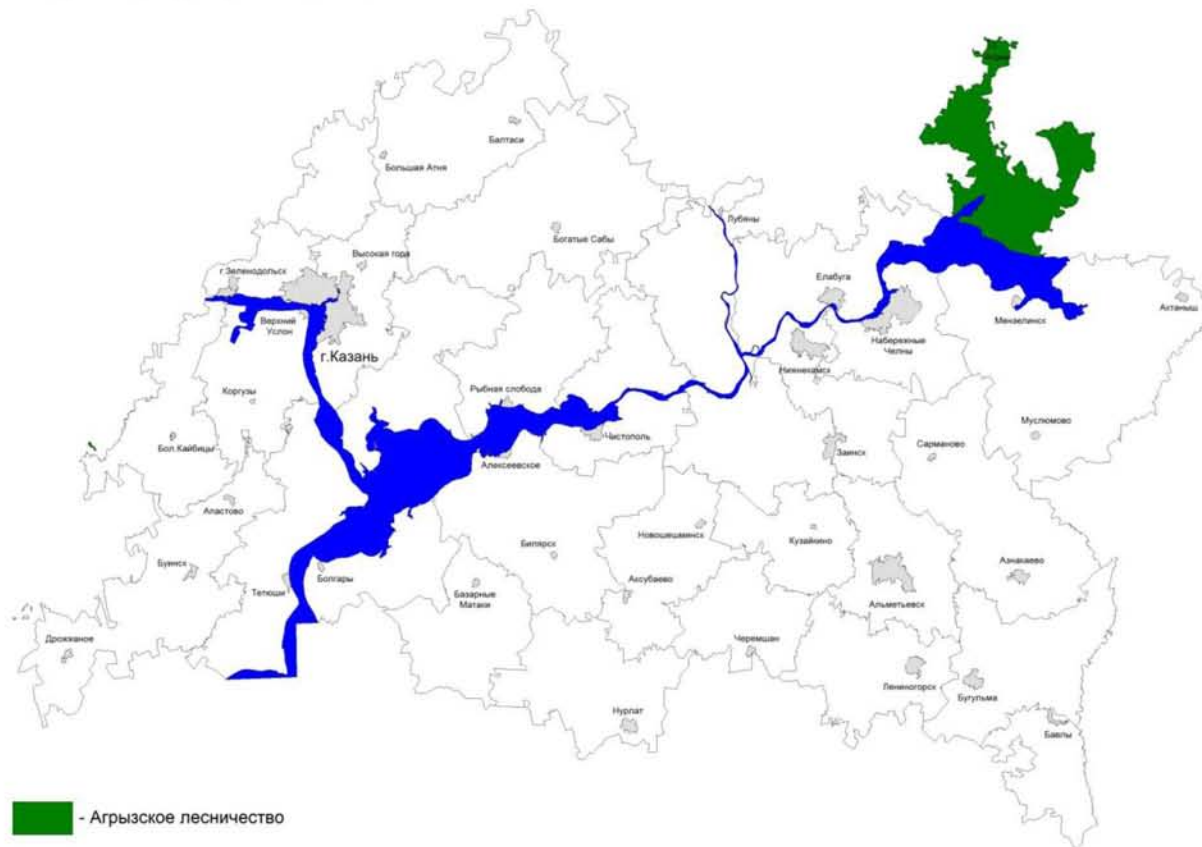 Балтаси
Большая Атня
Лубяны
Богатые Сабы
Высокая гора
г.Зеленодольск
Елабуга
Актаныш
Мензелинск
Верхний
Услон
Набережные
Челны
г.Казань
Нижнекамск
Рыбная слобода
Коргузы
Муслюмово
Чистополь
Бол.Кайбицы
Сарманово
Заинск
Алексеевское
Апастово
Новошешминск
Кузайкино
Билярск
Азнакаево
Буинск
Болгары
Аксубаево
Тетюши
Базарные
Матаки
Альметьевск
Дрожжаное
Черемшан
Лениногорск
Бугульма
Нурлат
Бавлы
- Агрызское лесничество